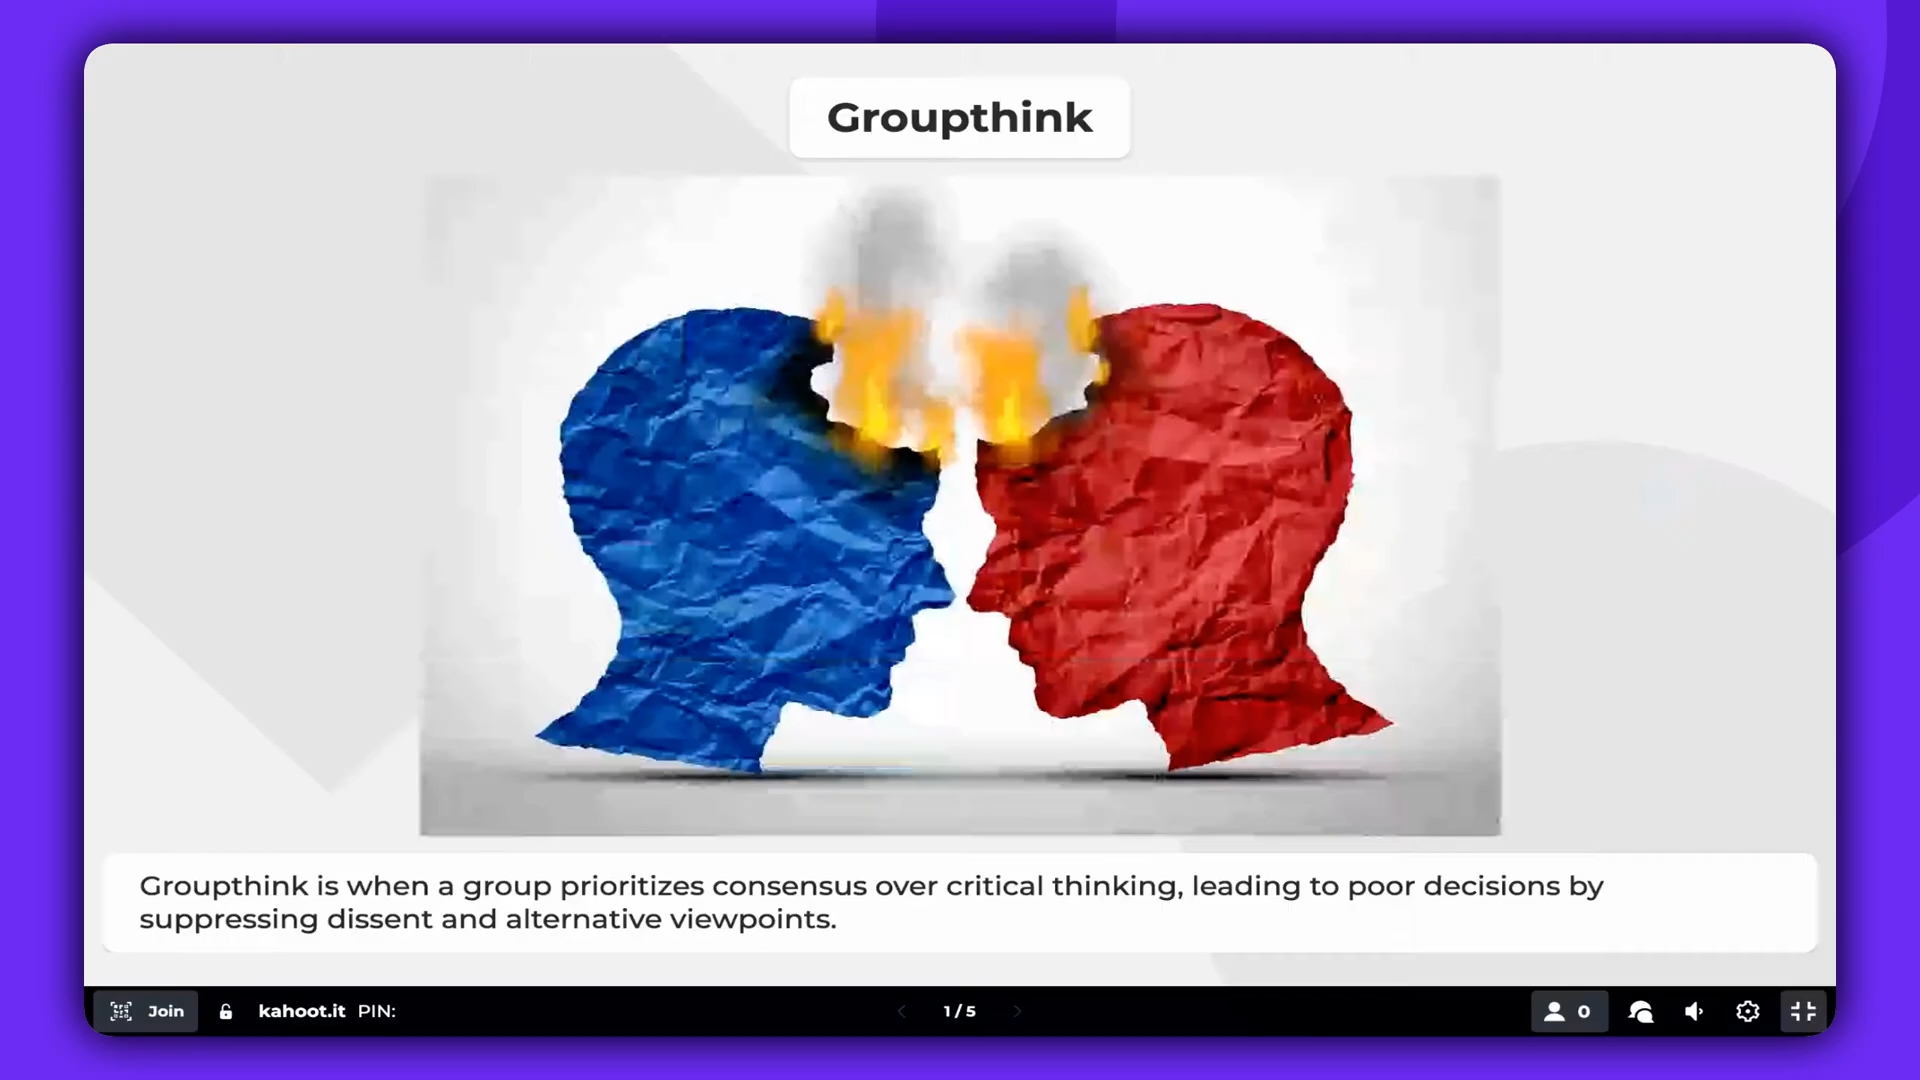 Groupthink
Groupthink is when a group prioritizes consensus over critical thinking, leading to poor decisions by
suppressing dissent and alternative viewpoints.
Join kahoot.it PIN: 1 / 5 0